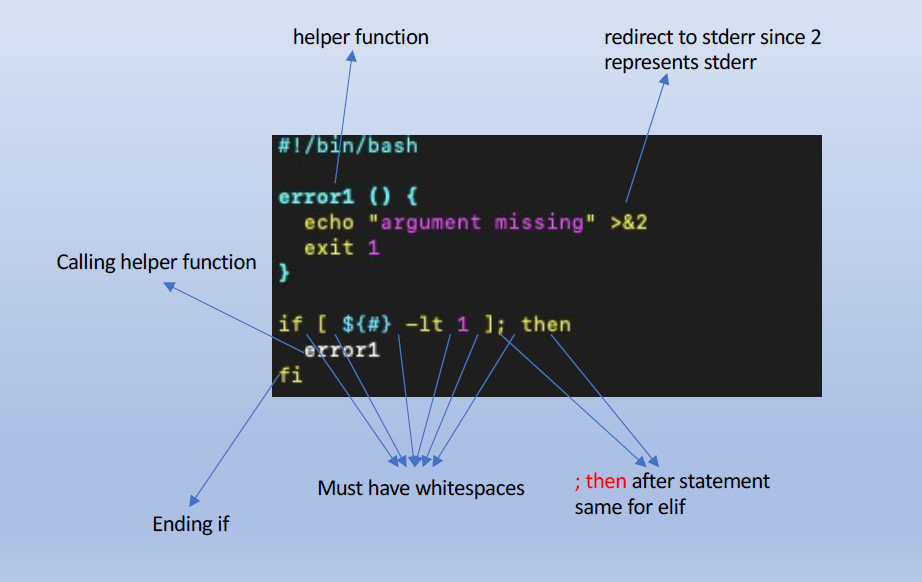 helper function
redirect to stderr since 2
represents stderr
#!/bin/bash
error1 () {
echo "argument missing" >&2
exit 1
}
Calling helper function
if [ ${#} -lt 1 ]; then
error1
fi
Must have whitespaces
; then after statement
same for elif
Ending if